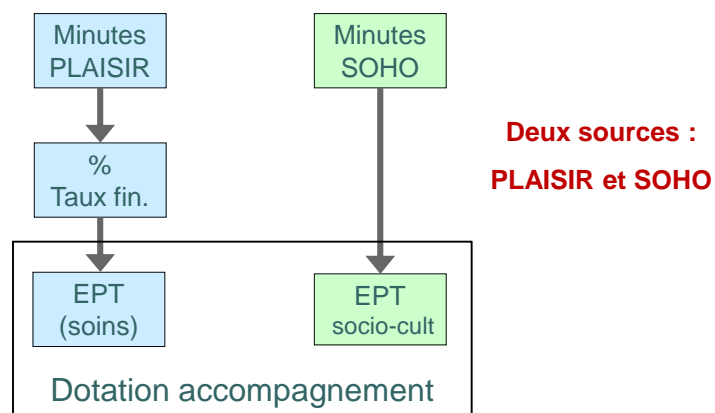 Minutes
PLAISIR
Minutes
SOHO
Deux sources :
PLAISIR et SOHO
%
Taux fin.
EPT
(soins)
EPT
socio-cult
Dotation accompagnement